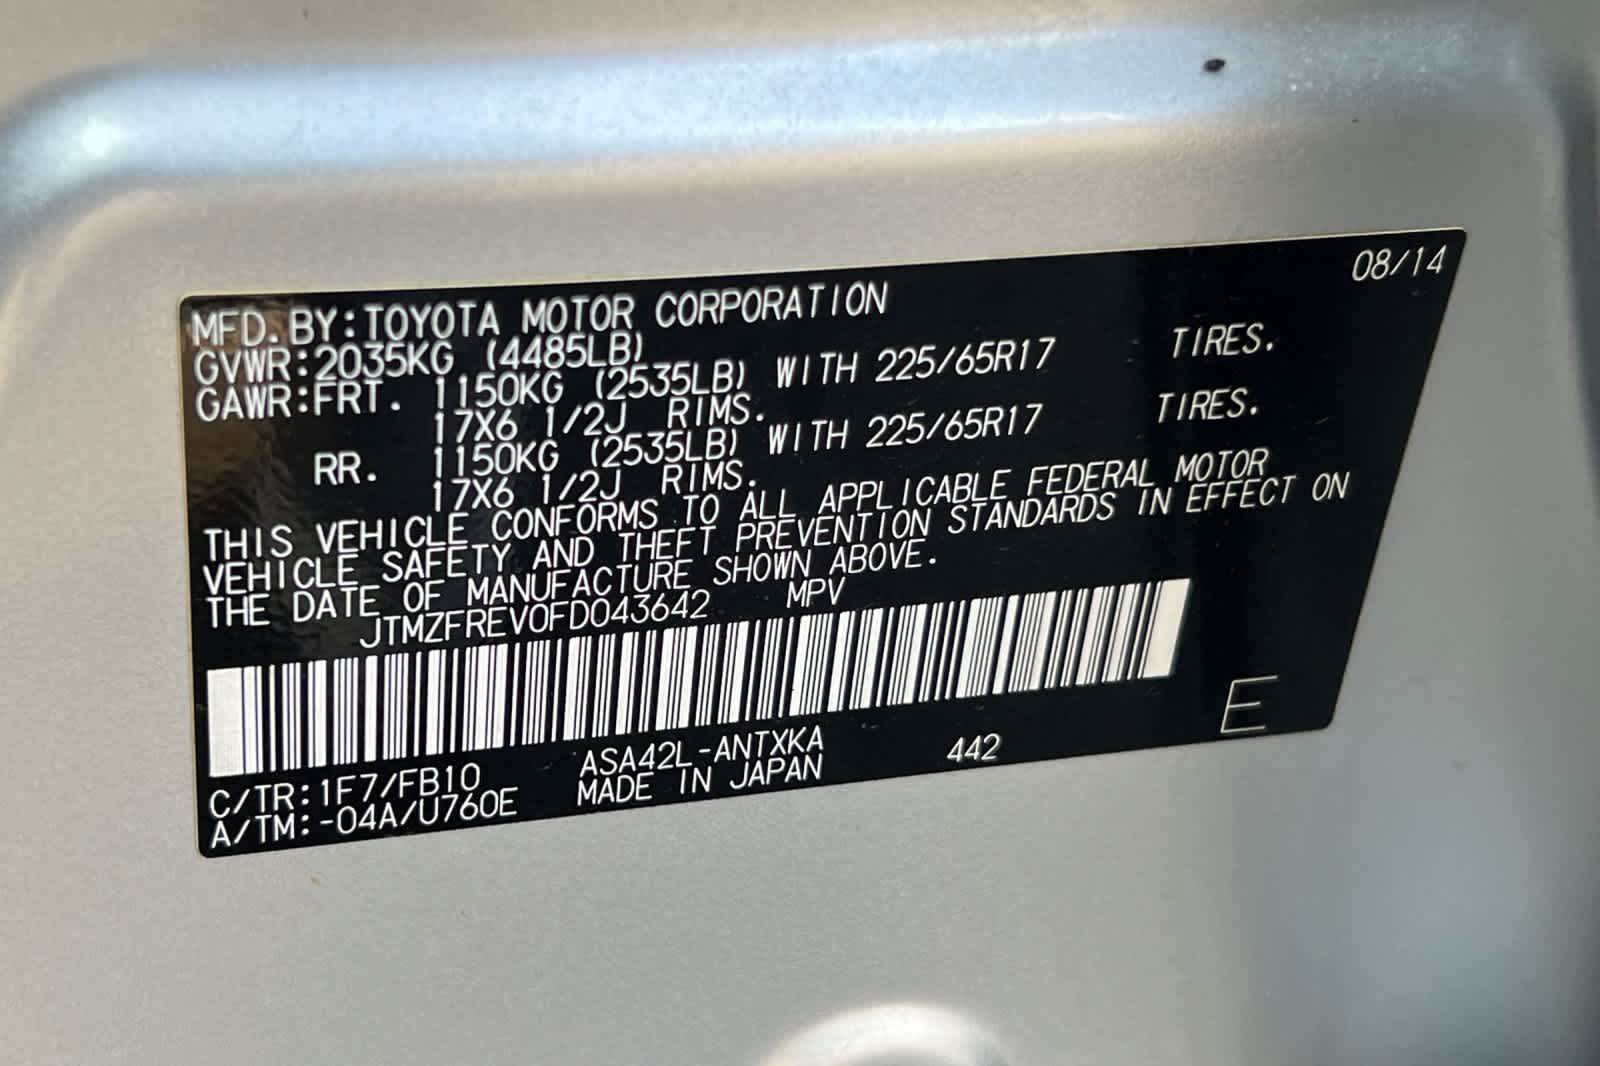 08/14
MFD. BY:TOYOTA MOTOR CORPORATION
GVWR:2035KG (4485LB)
GAWR:FRT. 1150KG (2535LB) WITH 225/65R17 TIRES.
17X6 1/2J RIMS.
RR. 1150KG (2535LB) WITH 225/65R17 TIRES.
17X6 1/2J RIMS.
THIS VEHICLE CONFORMS TO ALL APPLICABLE FEDERAL MOTOR
VEHICLE SAFETY AND THEFT PREVENTION STANDARDS IN EFFECT ON
THE DATE OF MANUFACTURE SHOWN ABOVE.
JTMZFREV0FD043642 MPV
C/TR:1F7/FB10 ASA42L-ANTXKA 442 E
A/TM:-04A/U760E MADE IN JAPAN